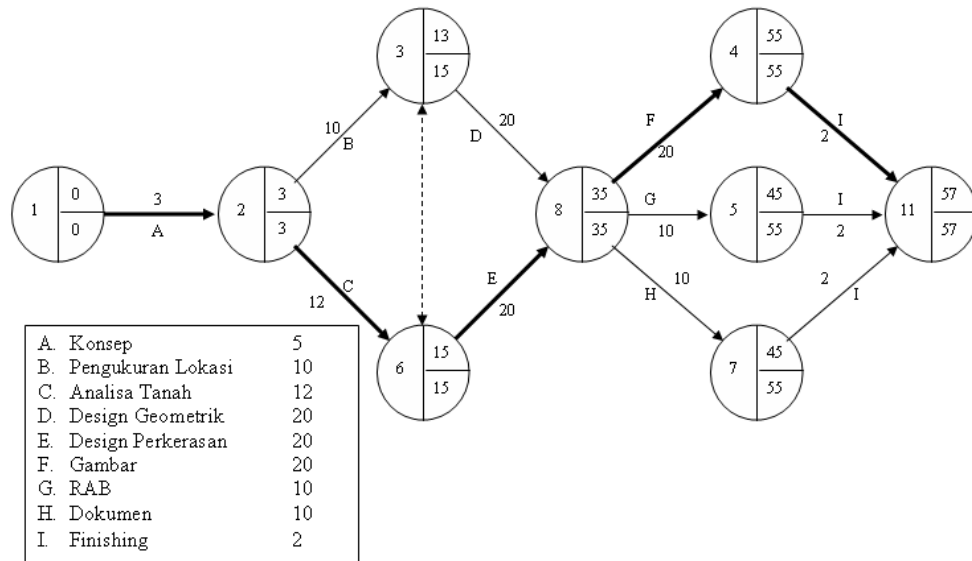 3
13
15
4
55
55
10
B
20
D
F
20
I
2
1
0
0
3
A
2
3
3
8
35
35
G
10
5
45
55
I
2
11
57
57
C
12
E
20
10
H
2
I
6
15
15
7
45
55
A. Konsep 5
B. Pengukuran Lokasi 10
C. Analisa Tanah 12
D. Design Geometrik 20
E. Design Perkerasan 20
F. Gambar 20
G. RAB 10
H. Dokumen 10
I. Finishing 2